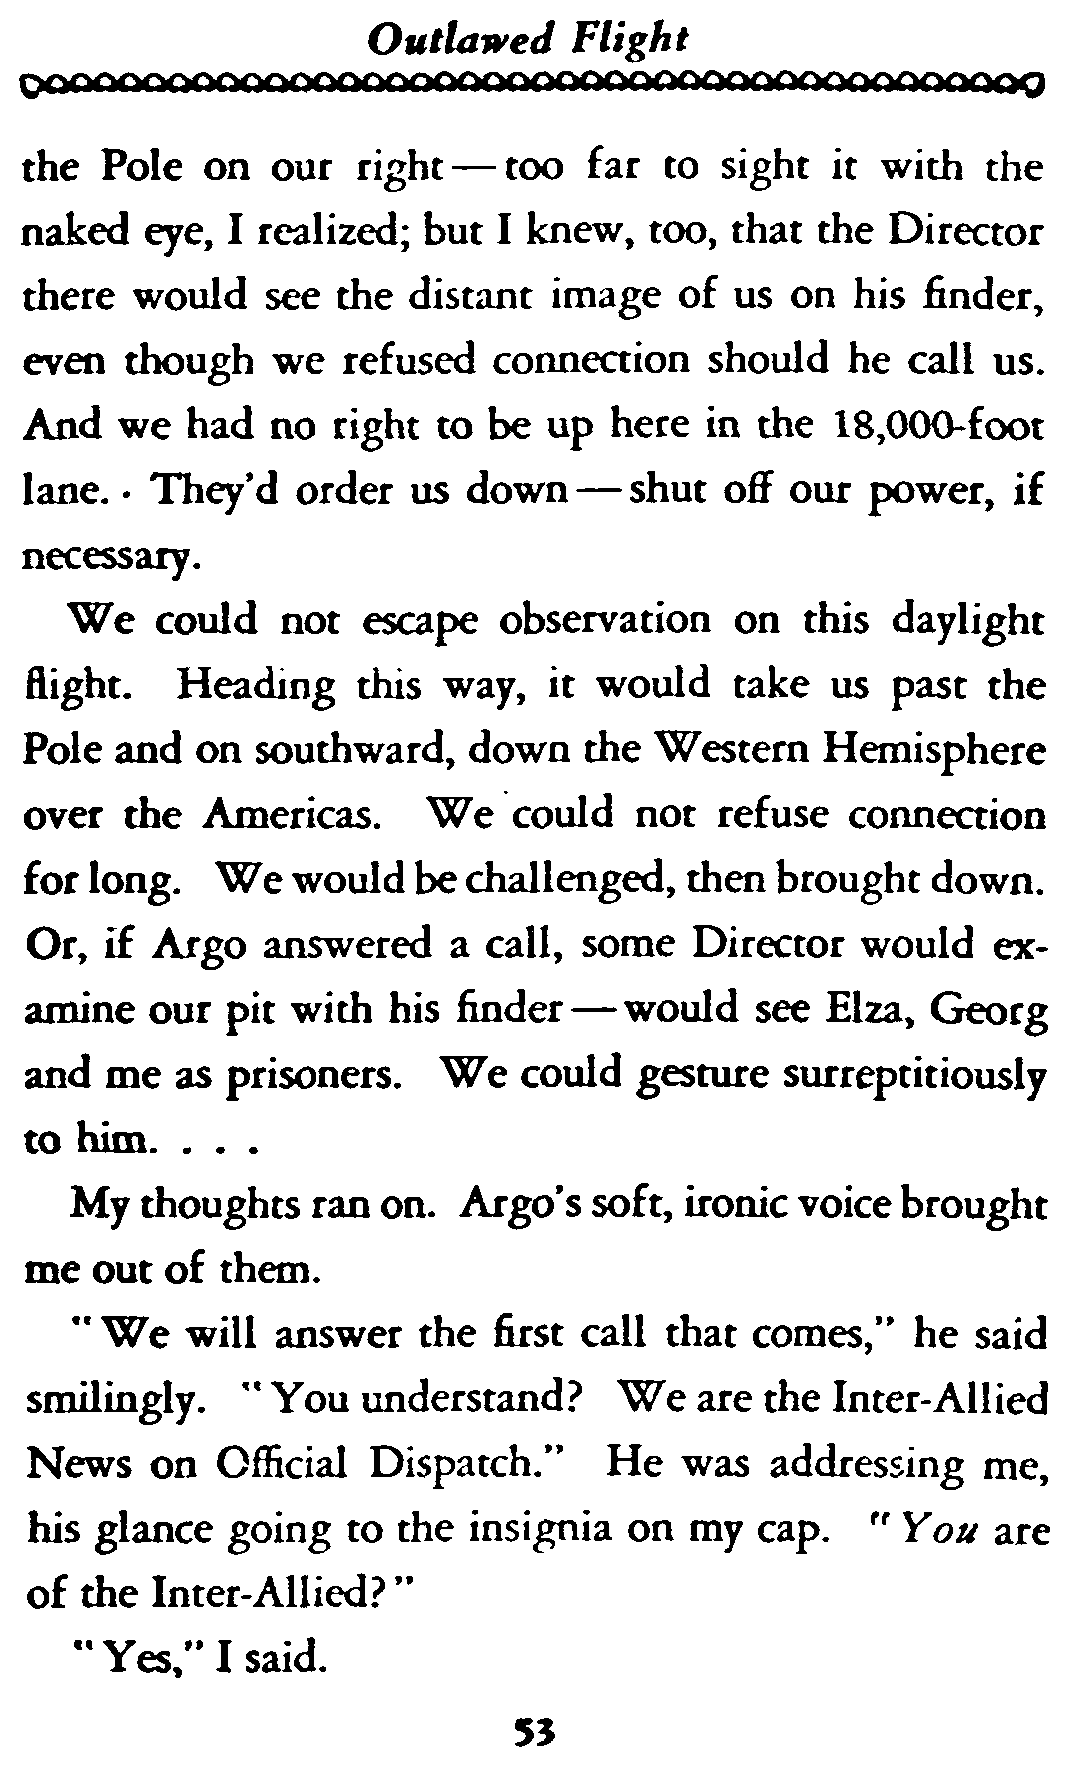 Outlawed Flight
the Pole on our right—too far to sight it with the
naked eye, I realized; but I knew, too, that the Director
there would see the distant image of us on his finder,
even though we refused connection should he call us.
And we had no right to be up here in the 18,000-foot
lane. · They'd order us down—shut off our power, if
necessary.
We could not escape observation on this daylight
flight. Heading this way, it would take us past the
Pole and on southward, down the Western Hemisphere
over the Americas. We could not refuse connection
for long. We would be challenged, then brought down.
Or, if Argo answered a call, some Director would ex-
amine our pit with his finder—would see Elza, Georg
and me as prisoners. We could gesture surreptitiously
to him. . . .
My thoughts ran on. Argo's soft, ironic voice brought
me out of them.
"We will answer the first call that comes," he said
smilingly. "You understand? We are the Inter-Allied
News on Official Dispatch." He was addressing me,
his glance going to the insignia on my cap. "You are
of the Inter-Allied?"
"Yes," I said.
53